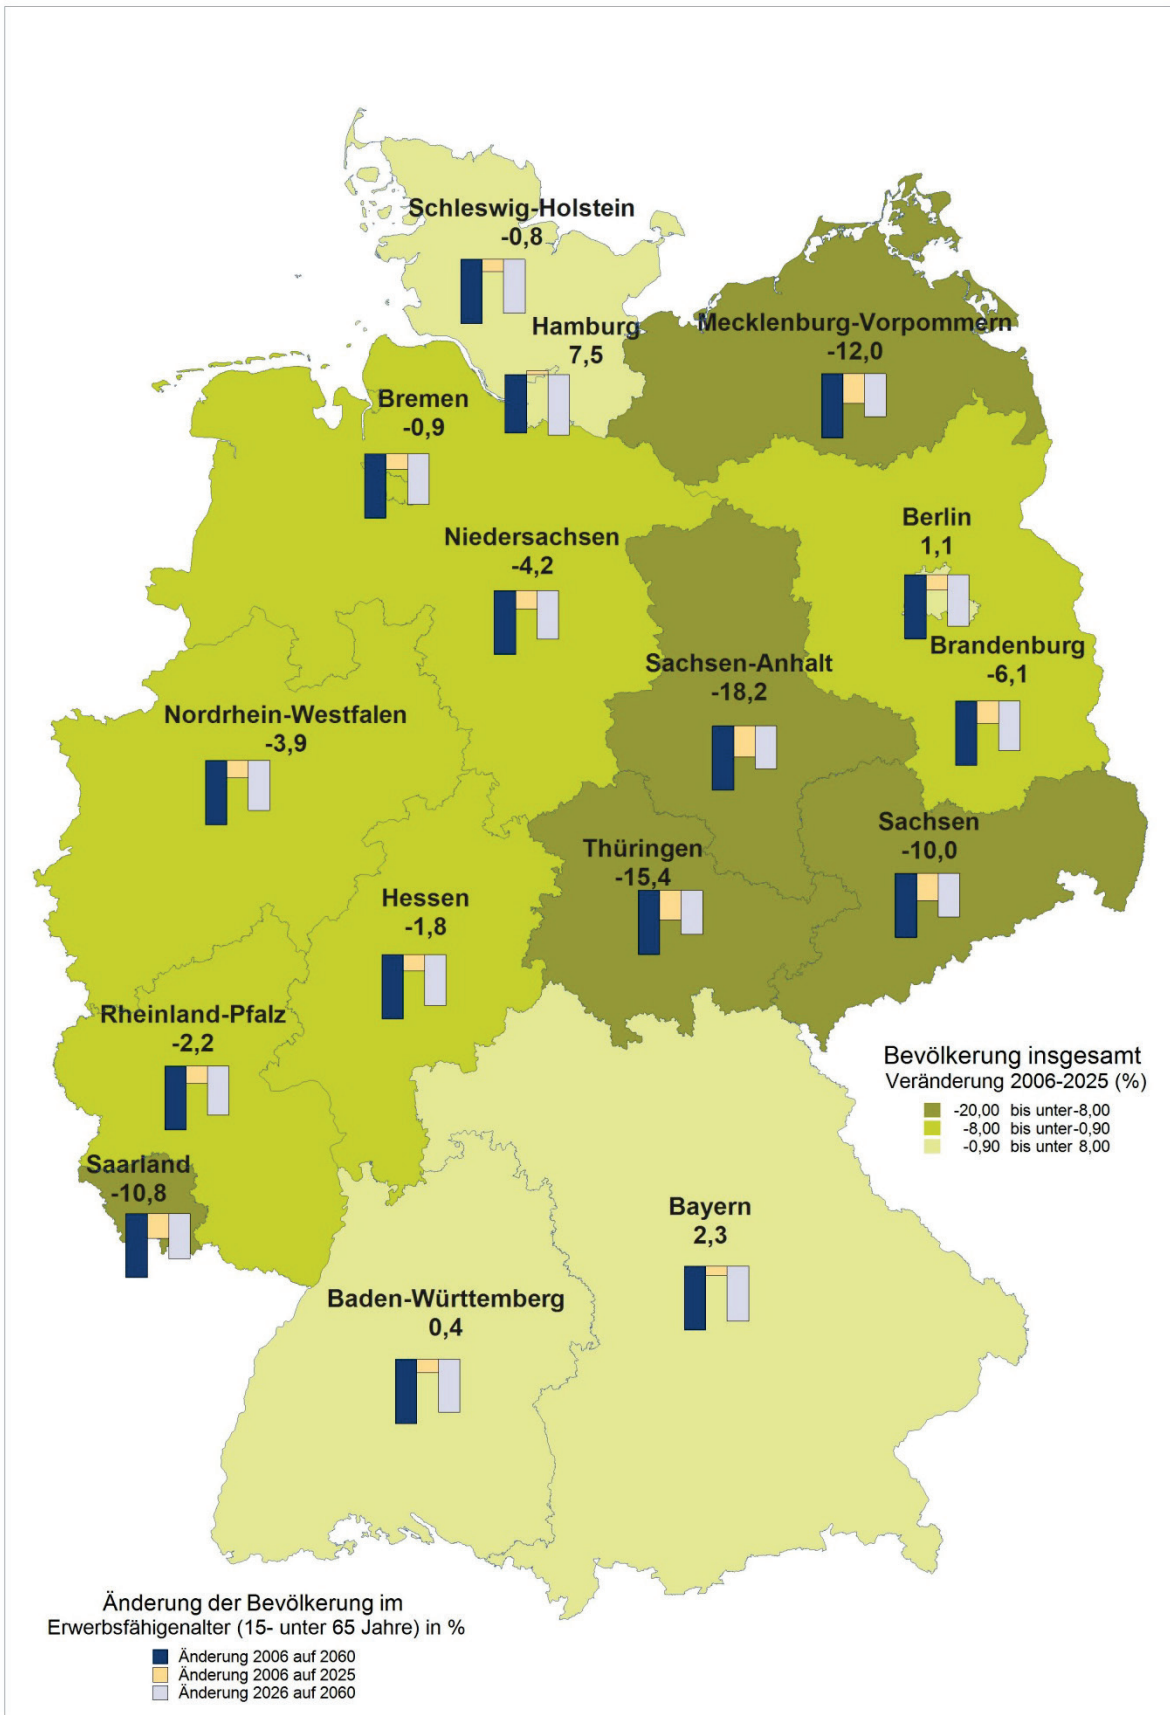 Schleswig-Holstein
-0,8
Hamburg
7,5
Mecklenburg-Vorpommern
-12,0
Bremen
-0,9
Berlin
1,1
Niedersachsen
-4,2
Brandenburg
-6,1
Sachsen-Anhalt
-18,2
Nordrhein-Westfalen
-3,9
Sachsen
-10,0
Thüringen
-15,4
Hessen
-1,8
Rheinland-Pfalz
-2,2
Saarland
-10,8
Bayern
2,3
Baden-Württemberg
0,4
Bevölkerung insgesamt
Veränderung 2006-2025 (%)
-20,00 bis unter-8,00
-8,00 bis unter-0,90
-0,90 bis unter 8,00
Änderung der Bevölkerung im
Erwerbsfähigenalter (15- unter 65 Jahre) in %
Änderung 2006 auf 2060
Änderung 2006 auf 2025
Änderung 2026 auf 2060